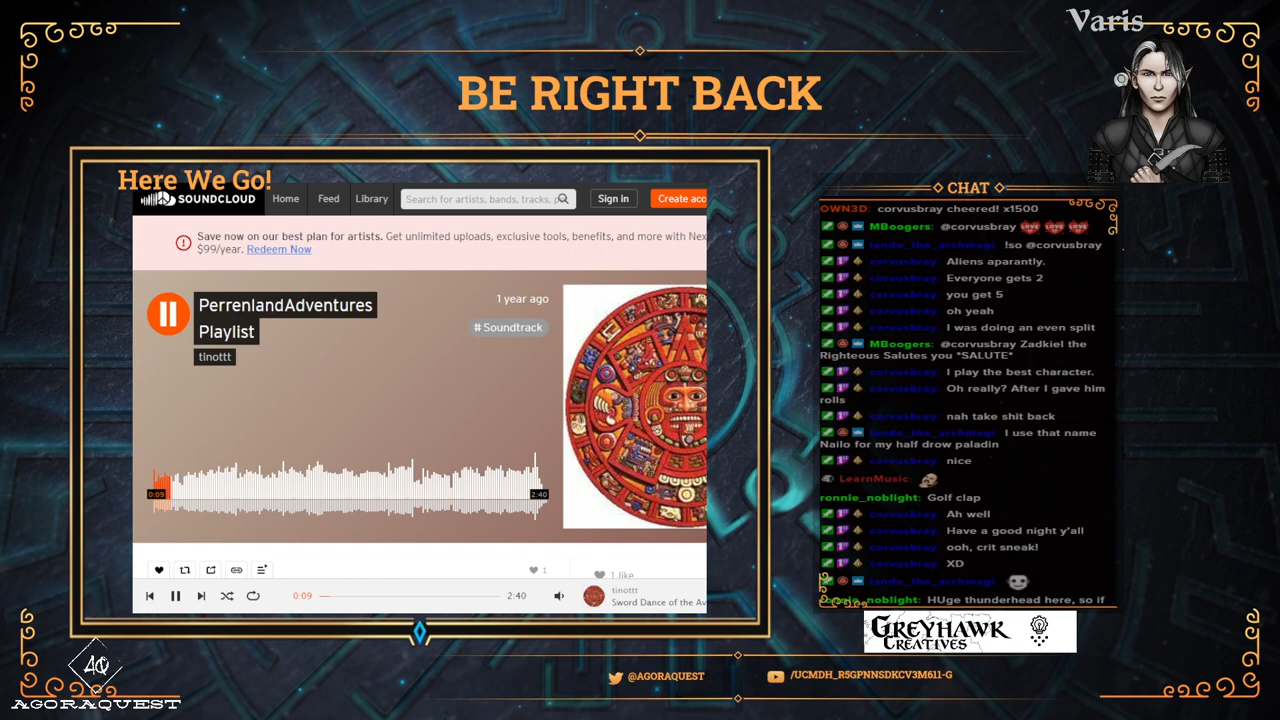 Varis
BE RIGHT BACK
Here We Go!
SOUNDCLOUD
Home
Feed
Library
Search for artists, bands, tracks, p
Sign in
Create acc
Save now on our best plan for artists. Get unlimited uploads, exclusive tools, benefits, and more with Nex
$99/year. Redeem Now
PerrenlandAdventures
Playlist
tinottt
1 year ago
# Soundtrack
0:09
2:40
1
1 like
0:09
2:40
tinottt
Sword Dance of the Av
CHAT
OWN3D: corvusbray cheered! x1500
MBoogers: @corvusbray LOVE LOVE LOVE
lando_the_archmagi: !so @corvusbray
corvusbray: Aliens aparantly.
corvusbray: Everyone gets 2
corvusbray: you get 5
corvusbray: oh yeah
corvusbray: I was doing an even split
MBoogers: @corvusbray Zadkiel the
Righteous Salutes you *SALUTE*
corvusbray: I play the best character.
corvusbray: Oh really? After I gave him
rolls
corvusbray: nah take shit back
lando_the_archmagi: I use that name
Nailo for my half drow paladin
corvusbray: nice
LearnMusic:
ronnie_noblight: Golf clap
corvusbray: Ah well
corvusbray: Have a good night y'all
corvusbray: ooh, crit sneak!
corvusbray: XD
lando_the_archmagi:
ronnie_noblight: HUge thunderhead here, so if
GREYHAWK
CREATIVES
AQ
AGORAQUEST
@AGORAQUEST
/UCMDH_R5GPNNSDKCV3M611-G